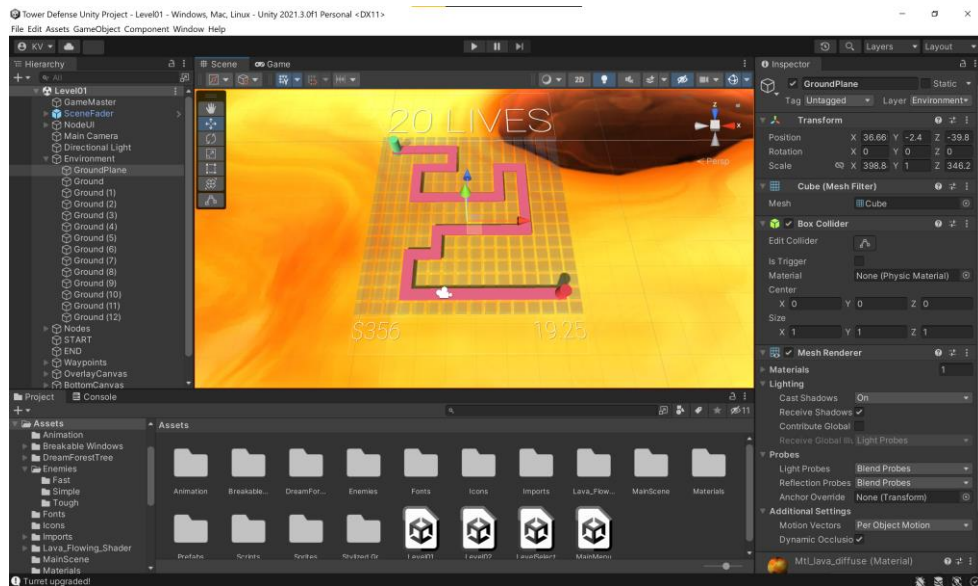 Tower Defense Unity Project - Level01 - Windows, Mac, Linux - Unity 2021.3.0f1 Personal <DX11>
File Edit Assets GameObject Component Window Help
KV
Layers
Layout
Hierarchy
All
Level01
GameMaster
SceneFader
NodeUI
Main Camera
Directional Light
Environment
GroundPlane
Ground
Ground (1)
Ground (2)
Ground (3)
Ground (4)
Ground (5)
Ground (6)
Ground (7)
Ground (8)
Ground (9)
Ground (10)
Ground (11)
Ground (12)
Nodes
START
END
Waypoints
OverlayCanvas
BottomCanvas
Scene Game
2D
20 LIVES
z
x
Persp
$356 19.25
Inspector
GroundPlane Static
Tag Untagged Layer Environment
Transform
Position X 36.66 Y -2.4 Z -39.8
Rotation X 0 Y 0 Z 0
Scale X 398.8 Y 1 Z 346.2
Cube (Mesh Filter)
Mesh Cube
Box Collider
Edit Collider
Is Trigger
Material None (Physic Material)
Center
X 0 Y 0 Z 0
Size
X 1 Y 1 Z 1
Mesh Renderer
Materials 1
Lighting
Cast Shadows On
Receive Shadows
Contribute Global
Receive Global Light Probes
Probes
Light Probes Blend Probes
Reflection Probes Blend Probes
Anchor Override None (Transform)
Additional Settings
Motion Vectors Per Object Motion
Dynamic Occlusio
Mtl_lava_diffuse (Material)
Project Console
11
Assets
Animation
Breakable Windows
DreamForestTree
Enemies
Fast
Simple
Tough
Fonts
Icons
Imports
Lava_Flowing_Shader
MainScene
Materials
Assets
Animation Breakable... DreamFor... Enemies Fonts Icons Imports Lava_Flow... MainScene Materials
Prefabs Scripts Sprites Stylized Gr... Level01 Level02 LevelSelect MainMenu
Turret upgraded!